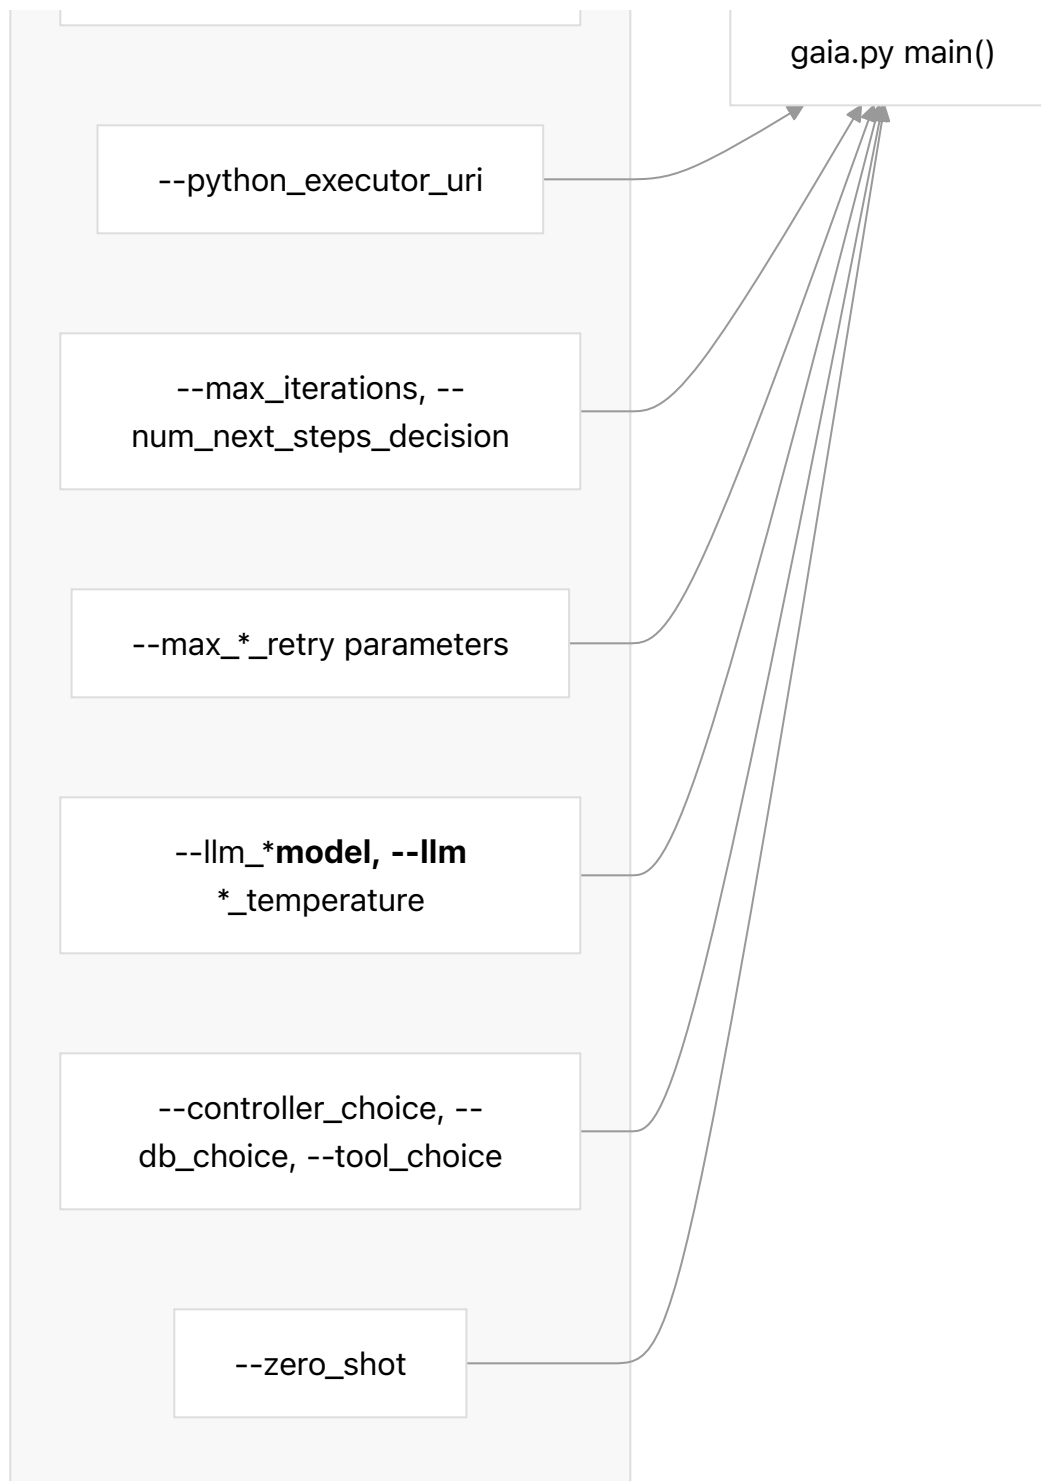 gaia.py main()
--python_executor_uri
--max_iterations, --
num_next_steps_decision
--max_*_retry parameters
--llm_*model, --llm
*_temperature
--controller_choice, --
db_choice, --tool_choice
--zero_shot